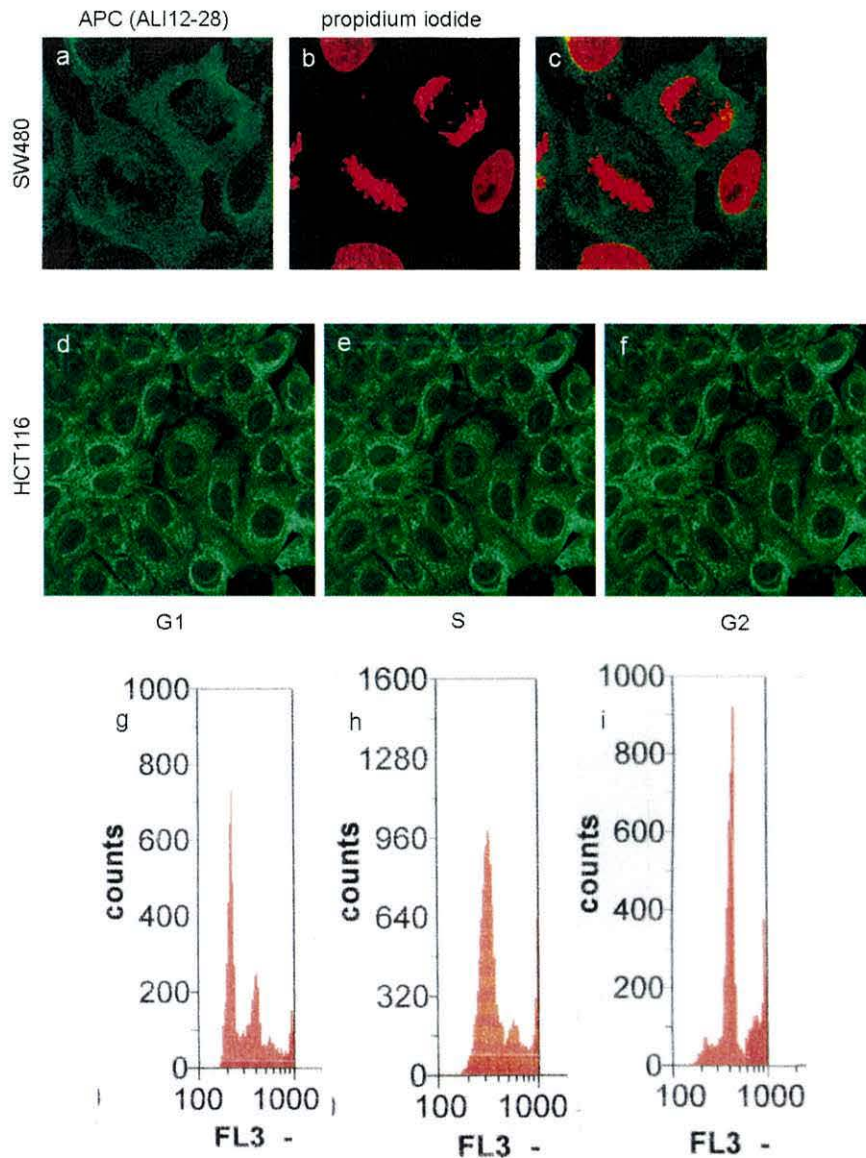 APC (ALI12-28) propidium iodide
SW480
a b c
HCT116
d e f
G1 S G2
g
counts
1000
800
600
400
200
0
100 1000
FL3 -
h
counts
1600
1280
960
640
320
0
100 1000
FL3 -
i
counts
1000
800
600
400
200
0
100 1000
FL3 -